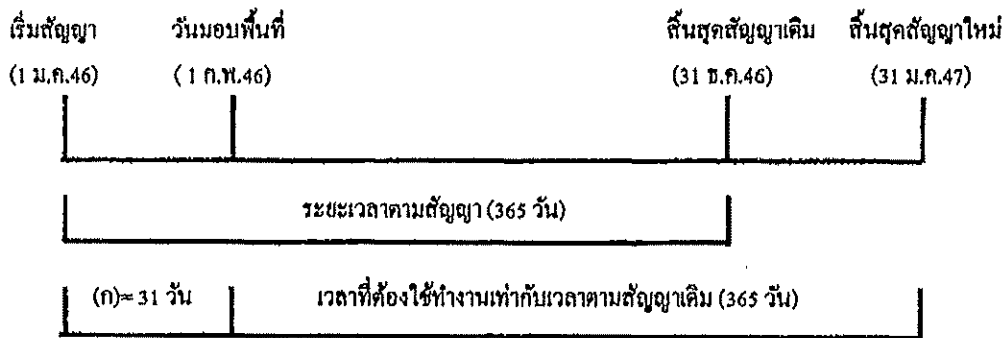 เริ่มสัญญา วันมอบพื้นที่ สิ้นสุดสัญญาเดิม สิ้นสุดสัญญาใหม่
(1 ม.ค.46) ( 1 ก.พ.46) (31 ธ.ค.46) (31 ม.ค.47)
ระยะเวลาตามสัญญา (365 วัน)
(ก)= 31 วัน เวลาที่ต้องใช้ทำงานเท่ากับเวลาตามสัญญาเดิม (365 วัน)